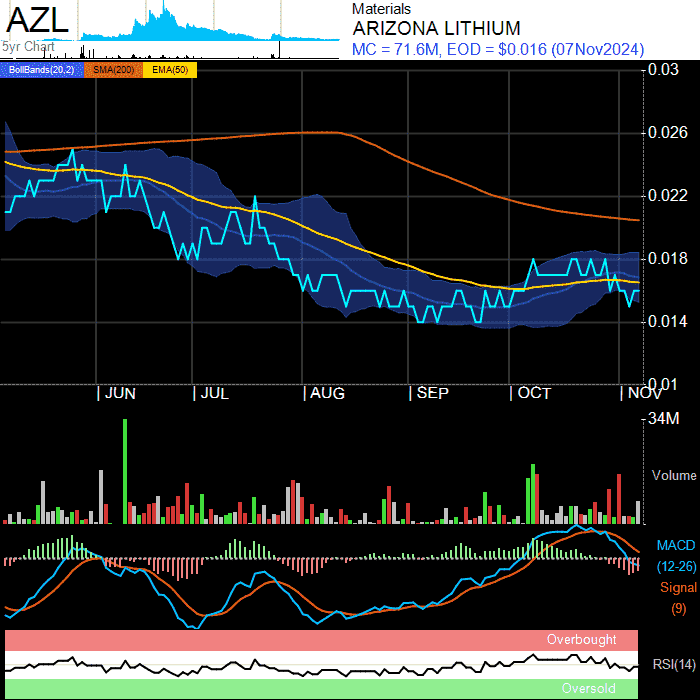 AZL
5yr Chart
Materials
ARIZONA LITHIUM
MC = 71.6M, EOD = $0.016 (07Nov2024)
BollBands(20,2) SMA(200) EMA(50)
0.03
0.026
0.022
0.018
0.014
0.01
JUN JUL AUG SEP OCT NOV
34M
Volume
MACD
(12-26)
Signal
(9)
Overbought
RSI(14)
Oversold